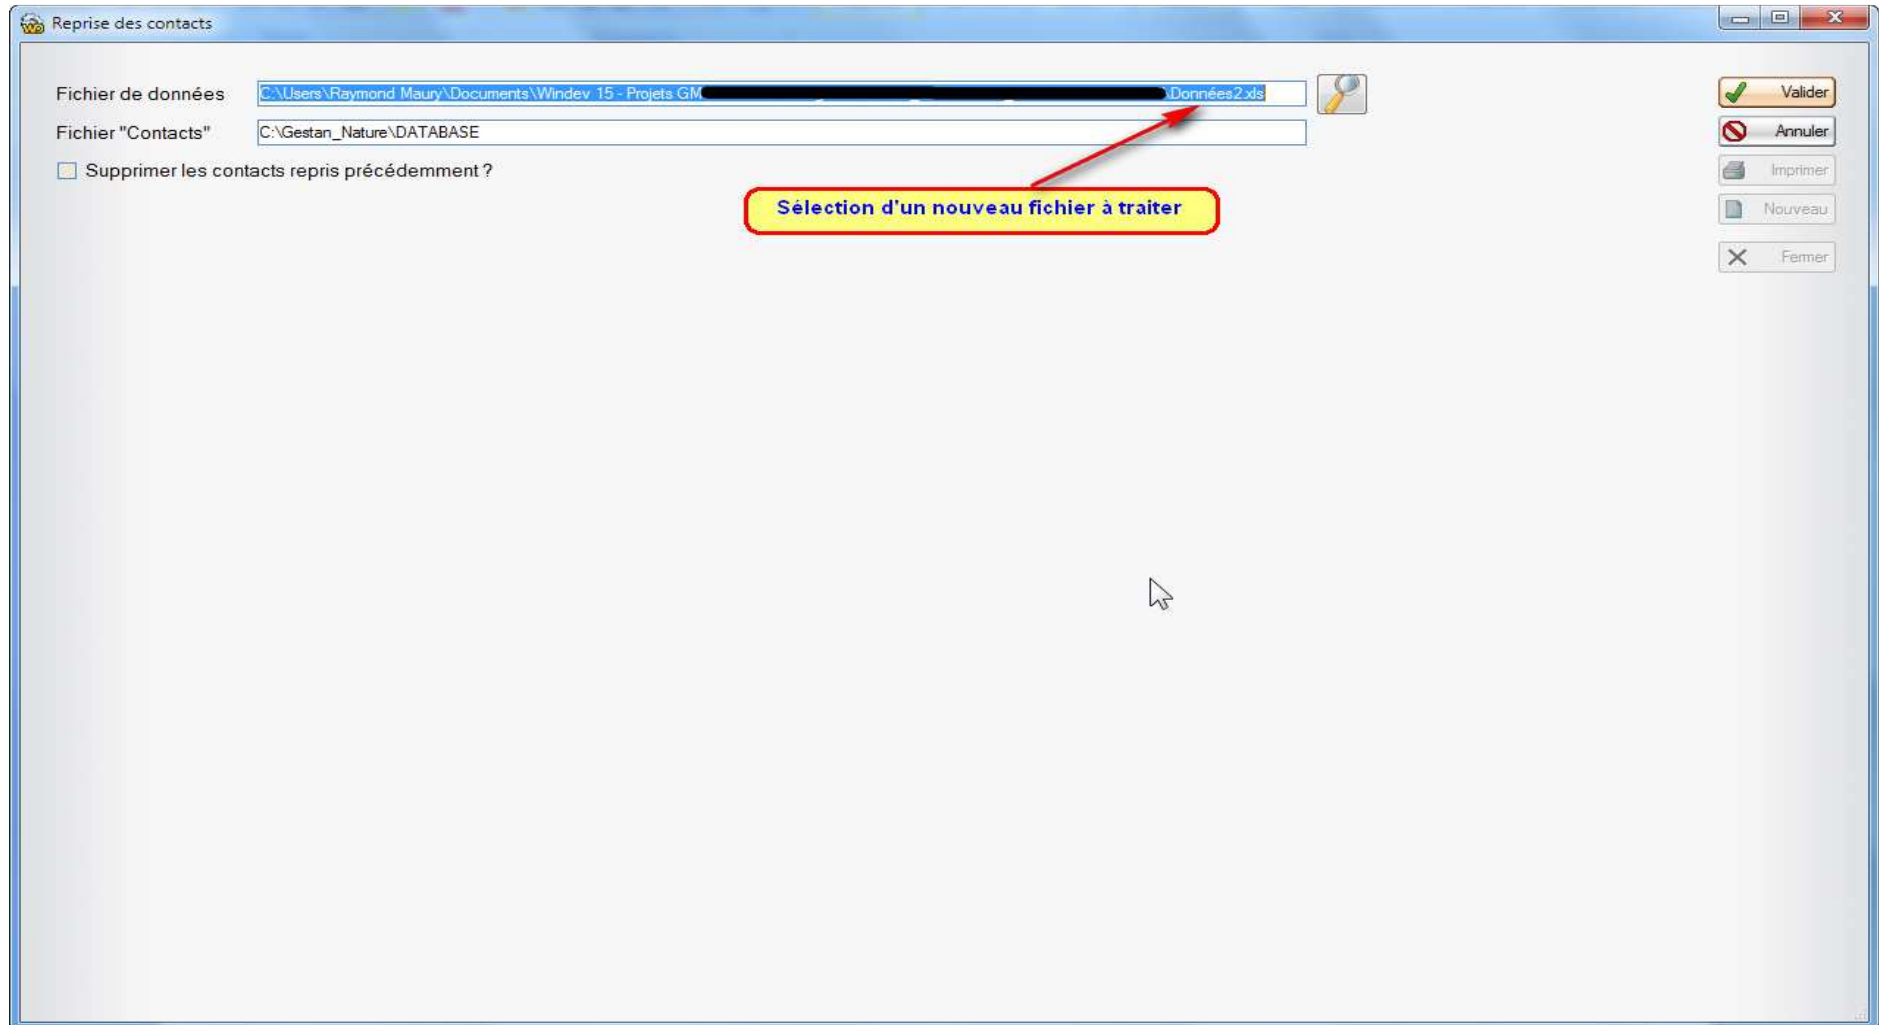 Reprise des contacts
Fichier de données C:\Users\Raymond Maury\Documents\Windev 15 - Projets GM .Données2.xls
Valider
Fichier "Contacts" C:\Gestan_Nature\DATABASE
Annuler
Supprimer les contacts repris précédemment ?
Imprimer
Sélection d'un nouveau fichier à traiter
Nouveau
Fermer